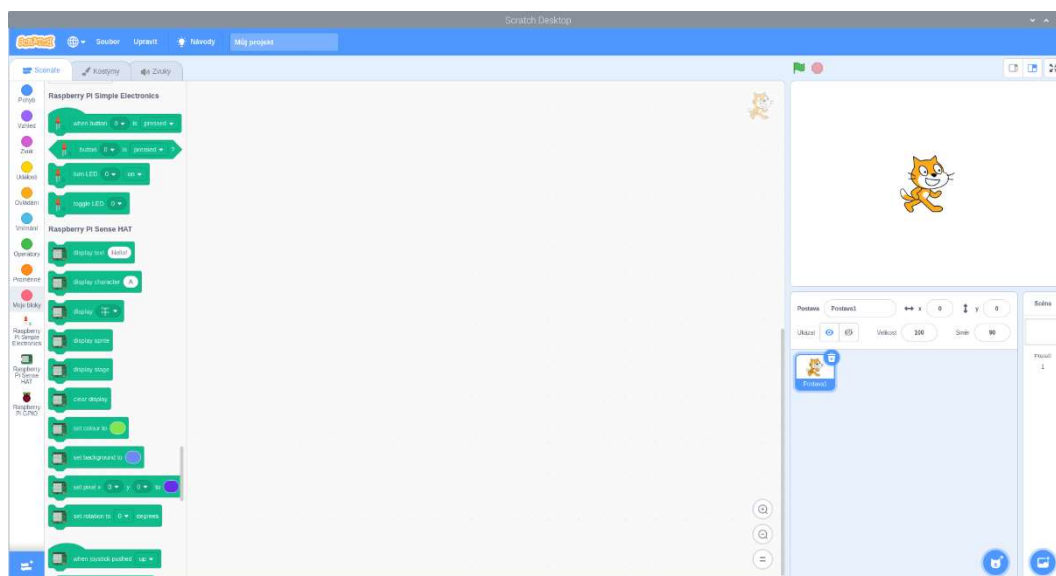 Scratch Desktop
SCRATCH
Soubor Upravit Návody Můj projekt
Scénáře Kostýmy Zvuky
Pohyb
Vzhled
Zvuk
Události
Ovládání
Vnímání
Operátory
Proměnné
Moje bloky
Raspberry
Pi Simple
Electronics
Raspberry
Pi Sense
HAT
Raspberry
Pi GPIO
Raspberry Pi Simple Electronics
when button 0 is pressed
button 0 is pressed ?
turn LED 0 on
toggle LED 0
Raspberry Pi Sense HAT
display text Hello!
display character A
display
display sprite
display stage
clear display
set colour to
set background to
set pixel x 0 y 0 to
set rotation to 0 degrees
when joystick pushed up
Postava Postava1 x 0 y 0
Ukázat Velikost 100 Směr 90
Postava1
Scéna
Pozadí
1